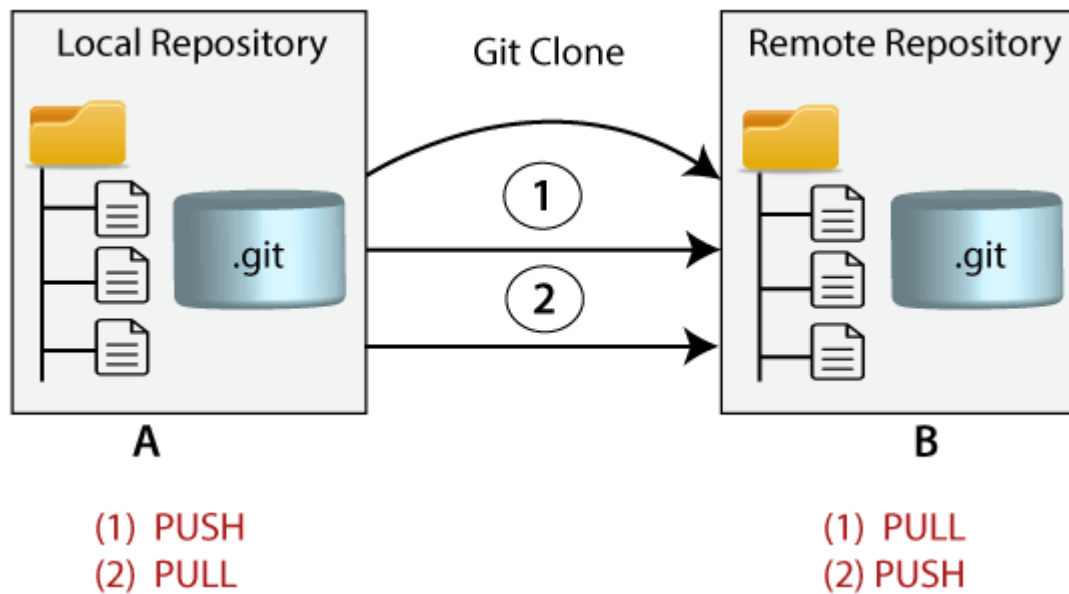 Local Repository
Git Clone
Remote Repository
1
.git
.git
2
A
B
(1) PUSH
(2) PULL
(1) PULL
(2) PUSH